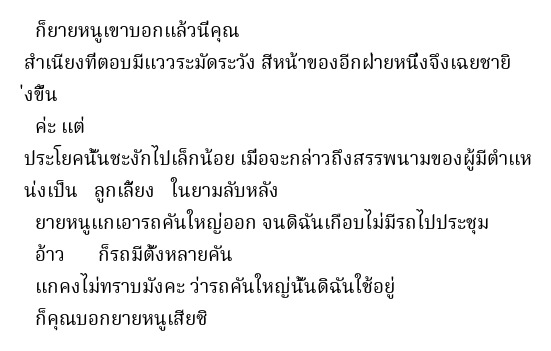 ก็ยายหนูเขาบอกแล้วนี่คุณ
สำเนียงที่ตอบมีแววระมัดระวัง สีหน้าของอีกฝ่ายหนึ่งจึงเฉยชายิ
่งขึ้น
ค่ะ แต่
ประโยคนั้นชะงักไปเล็กน้อย เมื่อจะกล่าวถึงสรรพนามของผู้มีตำแห
น่งเป็น ลูกเลี้ยง ในยามลับหลัง
ยายหนูแกเอารถคันใหญ่ออก จนดิฉันเกือบไม่มีรถไปประชุม
อ้าว ก็รถมีตั้งหลายคัน
แกคงไม่ทราบมังคะ ว่ารถคันใหญ่นั้นดิฉันใช้อยู่
ก็คุณบอกยายหนูเสียซิ